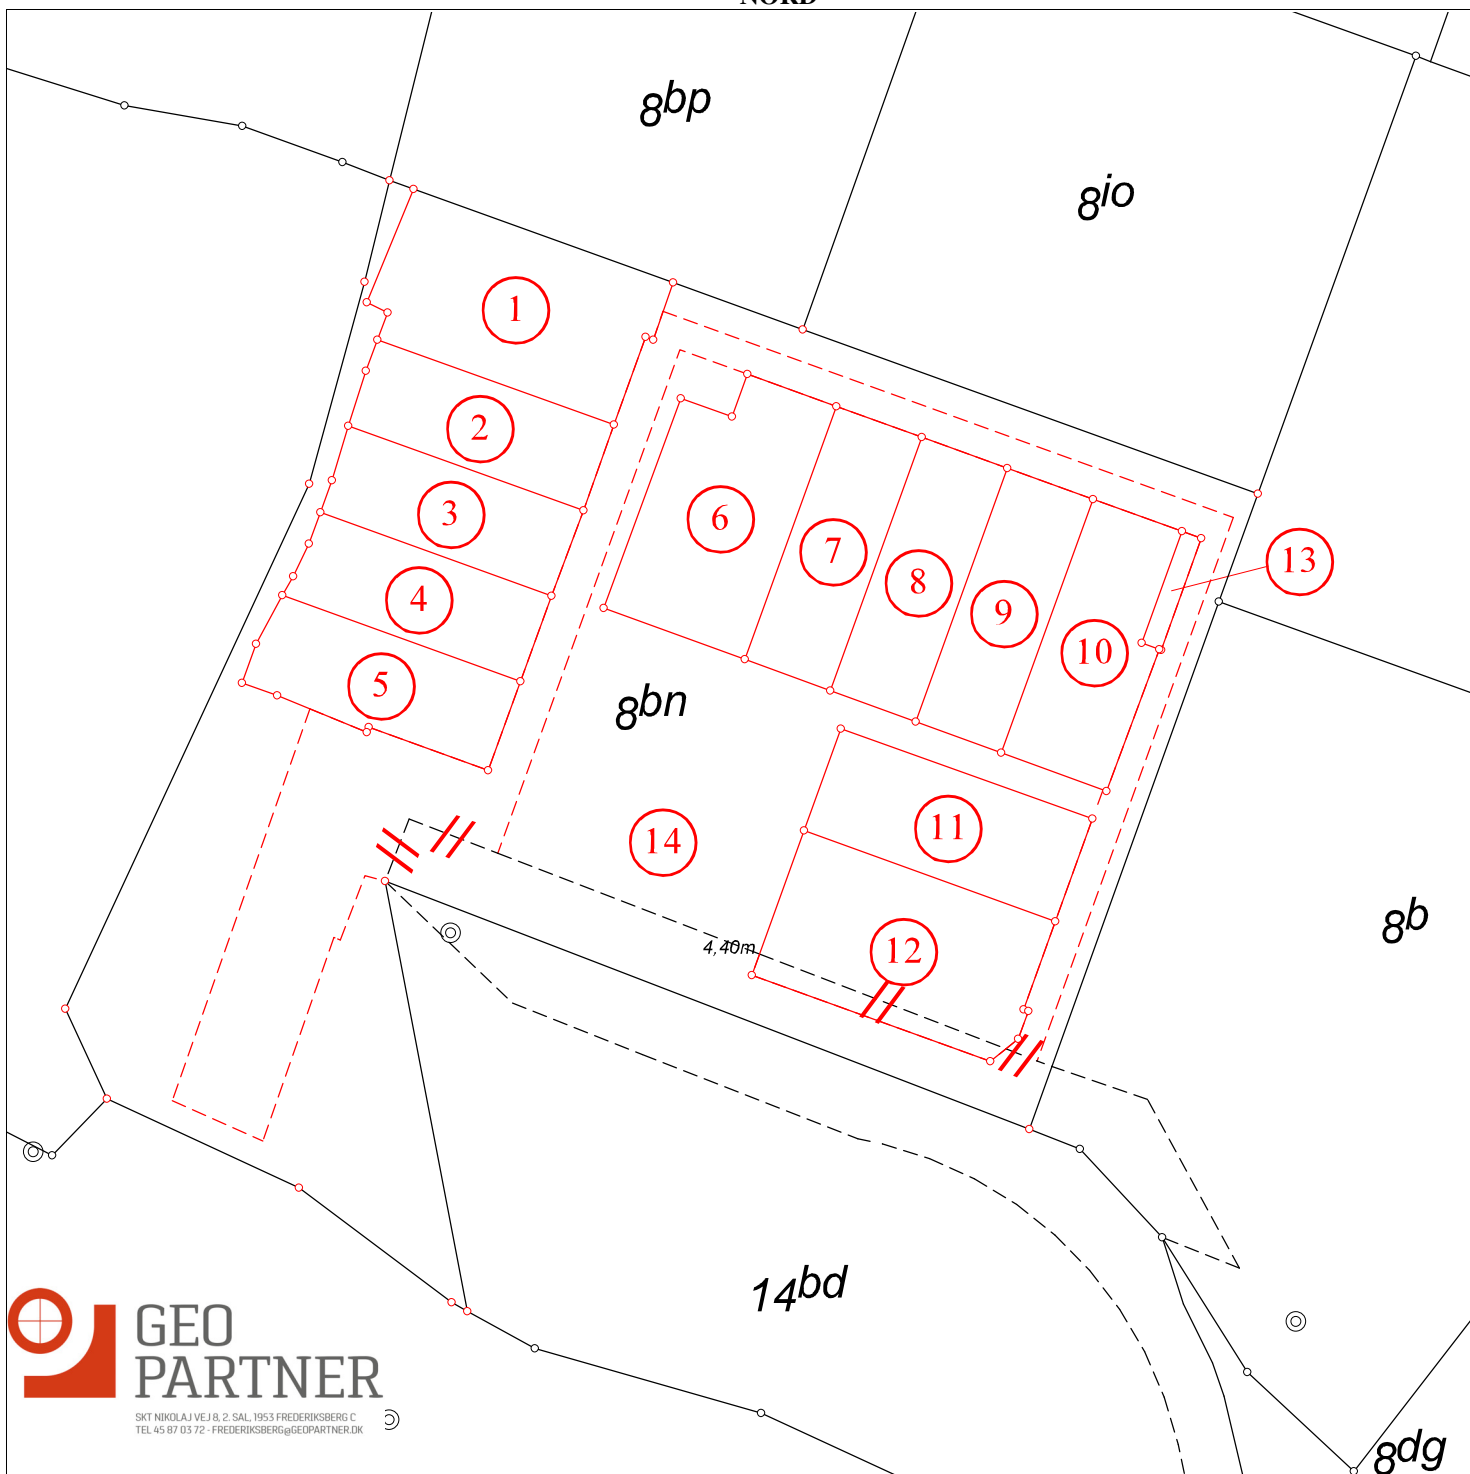 NORD
8bp
8io
1
2
3
4
5
6
7
8
9
10
13
8bn
11
14
12
4,40m
8b
14bd
8dg
GEO
PARTNER
SKT NIKOLAJ VEJ 8, 2. SAL, 1953 FREDERIKSBERG C
TEL 45 87 03 72 - FREDERIKSBERG@GEOPARTNER.DK